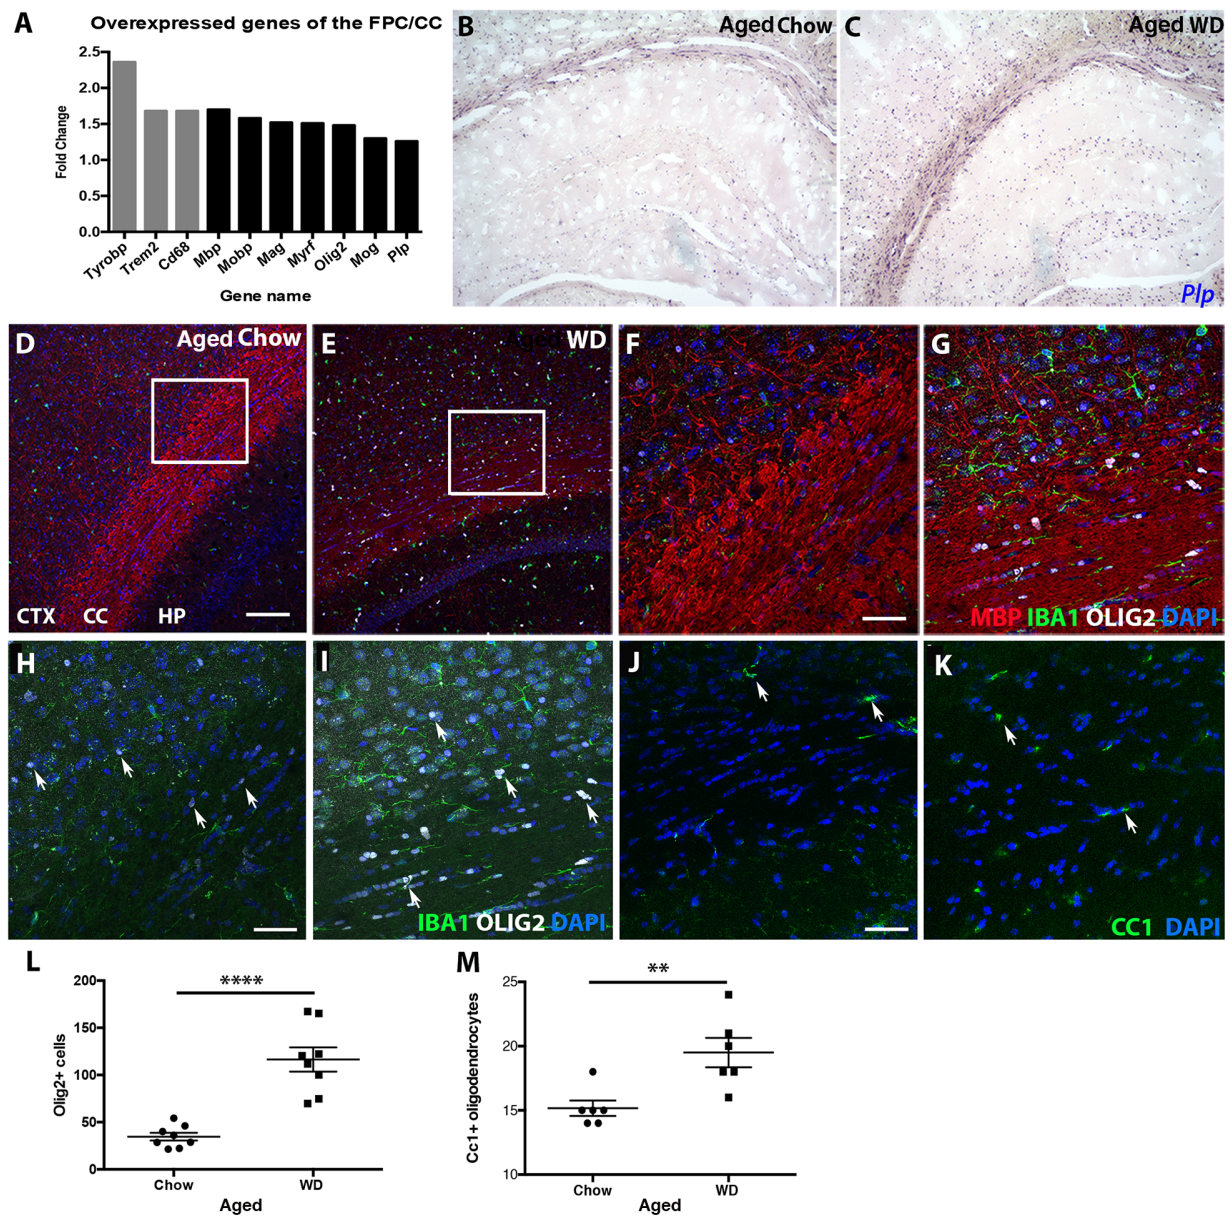 A
Overexpressed genes of the FPC/CC
2.5
2.0
1.5
1.0
0.5
0.0
Fold Change
Tyrobp
Trem2
Cd68
Mbp
Mobp
Mag
Myrf
Olig2
Mog
Plp
Gene name
B
Aged Chow
C
Aged WD
Plp
D
Aged Chow
CTX CC HP
E
Aged WD
F
G
MBP IBA1 OLIG2 DAPI
H
I
IBA1 OLIG2 DAPI
J
K
CC1 DAPI
L
****
200
150
100
50
0
Olig2+ cells
Chow WD
Aged
M
**
25
20
15
10
Cc1+ oligodendrocytes
Chow WD
Aged